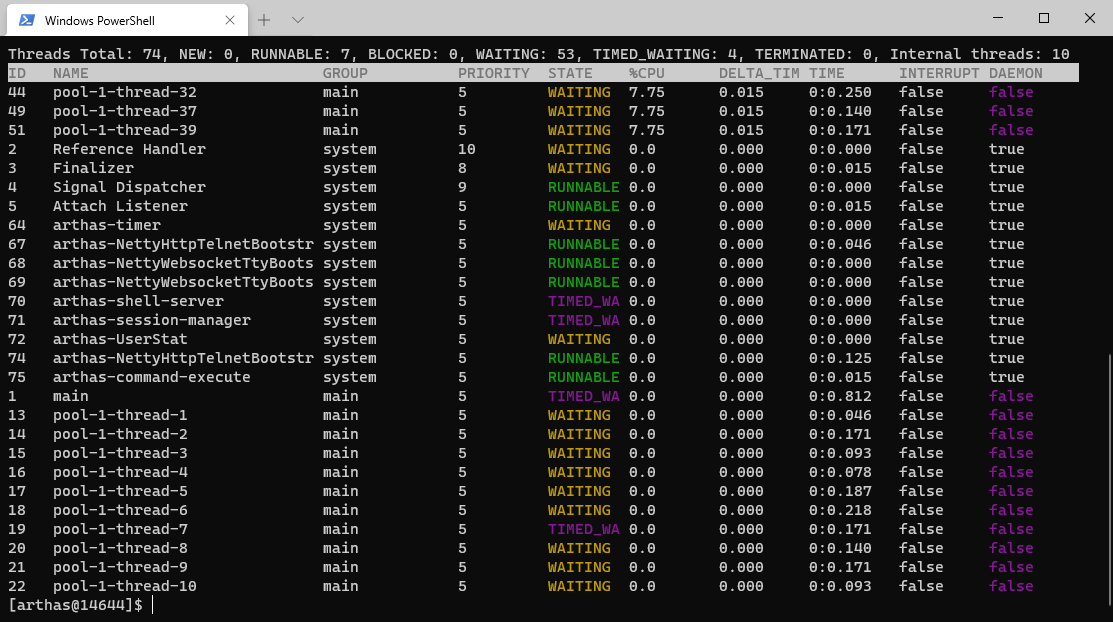 Windows PowerShell
Threads Total: 74, NEW: 0, RUNNABLE: 7, BLOCKED: 0, WAITING: 53, TIMED_WAITING: 4, TERMINATED: 0, Internal threads: 10
ID NAME GROUP PRIORITY STATE %CPU DELTA_TIM TIME INTERRUPT DAEMON
44 pool-1-thread-32 main 5 WAITING 7.75 0.015 0:0.250 false false
49 pool-1-thread-37 main 5 WAITING 7.75 0.015 0:0.140 false false
51 pool-1-thread-39 main 5 WAITING 7.75 0.015 0:0.171 false false
2 Reference Handler system 10 WAITING 0.0 0.000 0:0.000 false true
3 Finalizer system 8 WAITING 0.0 0.000 0:0.015 false true
4 Signal Dispatcher system 9 RUNNABLE 0.0 0.000 0:0.000 false true
5 Attach Listener system 5 RUNNABLE 0.0 0.000 0:0.015 false true
64 arthas-timer system 5 WAITING 0.0 0.000 0:0.000 false true
67 arthas-NettyHttpTelnetBootstr system 5 RUNNABLE 0.0 0.000 0:0.046 false true
68 arthas-NettyWebsocketTtyBoots system 5 RUNNABLE 0.0 0.000 0:0.000 false true
69 arthas-NettyWebsocketTtyBoots system 5 RUNNABLE 0.0 0.000 0:0.000 false true
70 arthas-shell-server system 5 TIMED_WA 0.0 0.000 0:0.000 false true
71 arthas-session-manager system 5 TIMED_WA 0.0 0.000 0:0.000 false true
72 arthas-UserStat system 5 WAITING 0.0 0.000 0:0.000 false true
74 arthas-NettyHttpTelnetBootstr system 5 RUNNABLE 0.0 0.000 0:0.125 false true
75 arthas-command-execute system 5 RUNNABLE 0.0 0.000 0:0.015 false true
1 main main 5 TIMED_WA 0.0 0.000 0:0.812 false false
13 pool-1-thread-1 main 5 WAITING 0.0 0.000 0:0.046 false false
14 pool-1-thread-2 main 5 WAITING 0.0 0.000 0:0.171 false false
15 pool-1-thread-3 main 5 WAITING 0.0 0.000 0:0.093 false false
16 pool-1-thread-4 main 5 WAITING 0.0 0.000 0:0.078 false false
17 pool-1-thread-5 main 5 WAITING 0.0 0.000 0:0.187 false false
18 pool-1-thread-6 main 5 WAITING 0.0 0.000 0:0.218 false false
19 pool-1-thread-7 main 5 TIMED_WA 0.0 0.000 0:0.171 false false
20 pool-1-thread-8 main 5 WAITING 0.0 0.000 0:0.140 false false
21 pool-1-thread-9 main 5 WAITING 0.0 0.000 0:0.171 false false
22 pool-1-thread-10 main 5 WAITING 0.0 0.000 0:0.093 false false
[arthas@14644]$